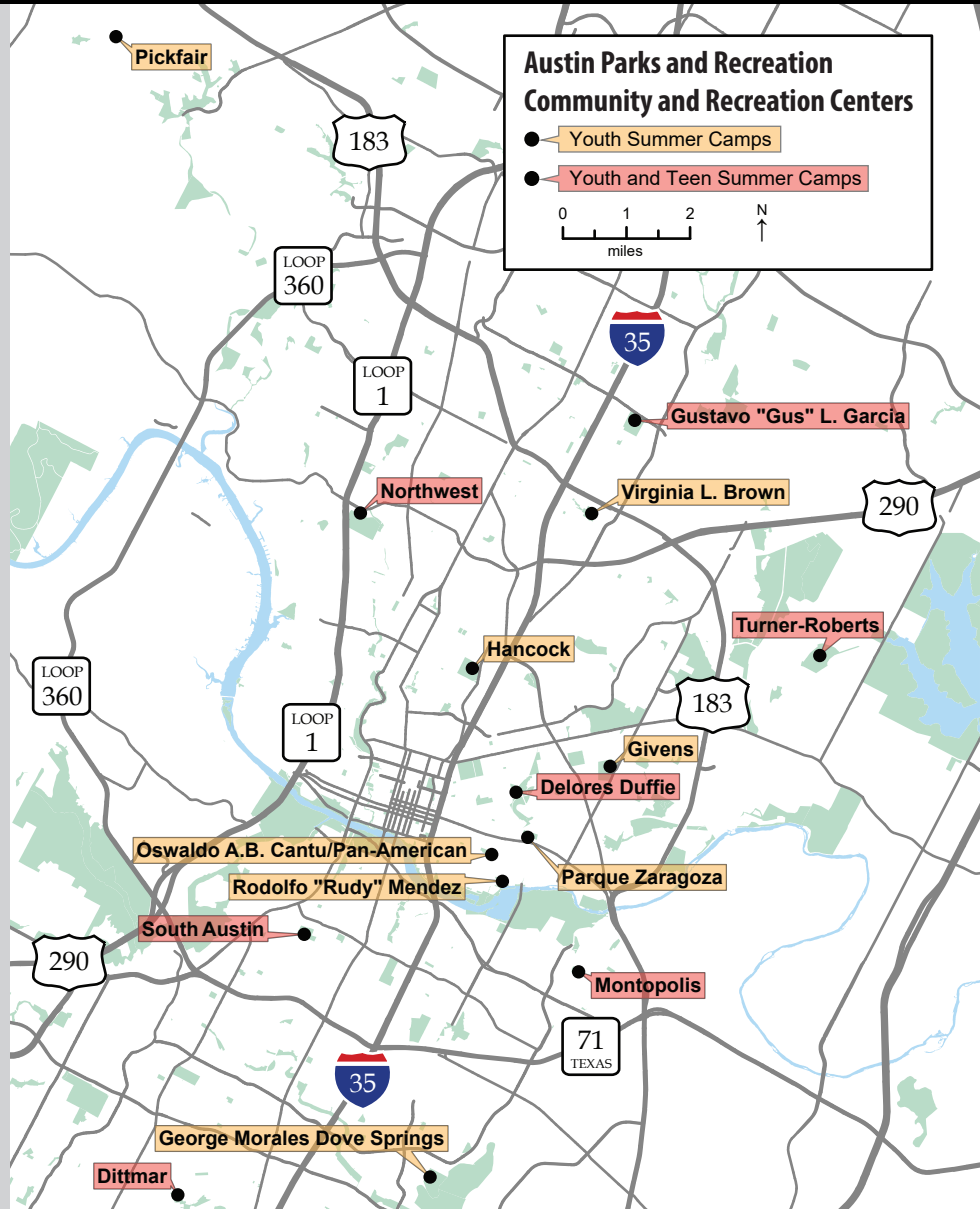 Pickfair
Austin Parks and Recreation
Community and Recreation Centers
Youth Summer Camps
Youth and Teen Summer Camps
0 1 2
miles
N
183
LOOP
360
35
LOOP
1
Gustavo "Gus" L. Garcia
Northwest
Virginia L. Brown
290
Turner-Roberts
Hancock
LOOP
360
183
LOOP
1
Givens
Delores Duffie
Oswaldo A.B. Cantu/Pan-American
Parque Zaragoza
Rodolfo "Rudy" Mendez
South Austin
290
Montopolis
71
TEXAS
35
George Morales Dove Springs
Dittmar